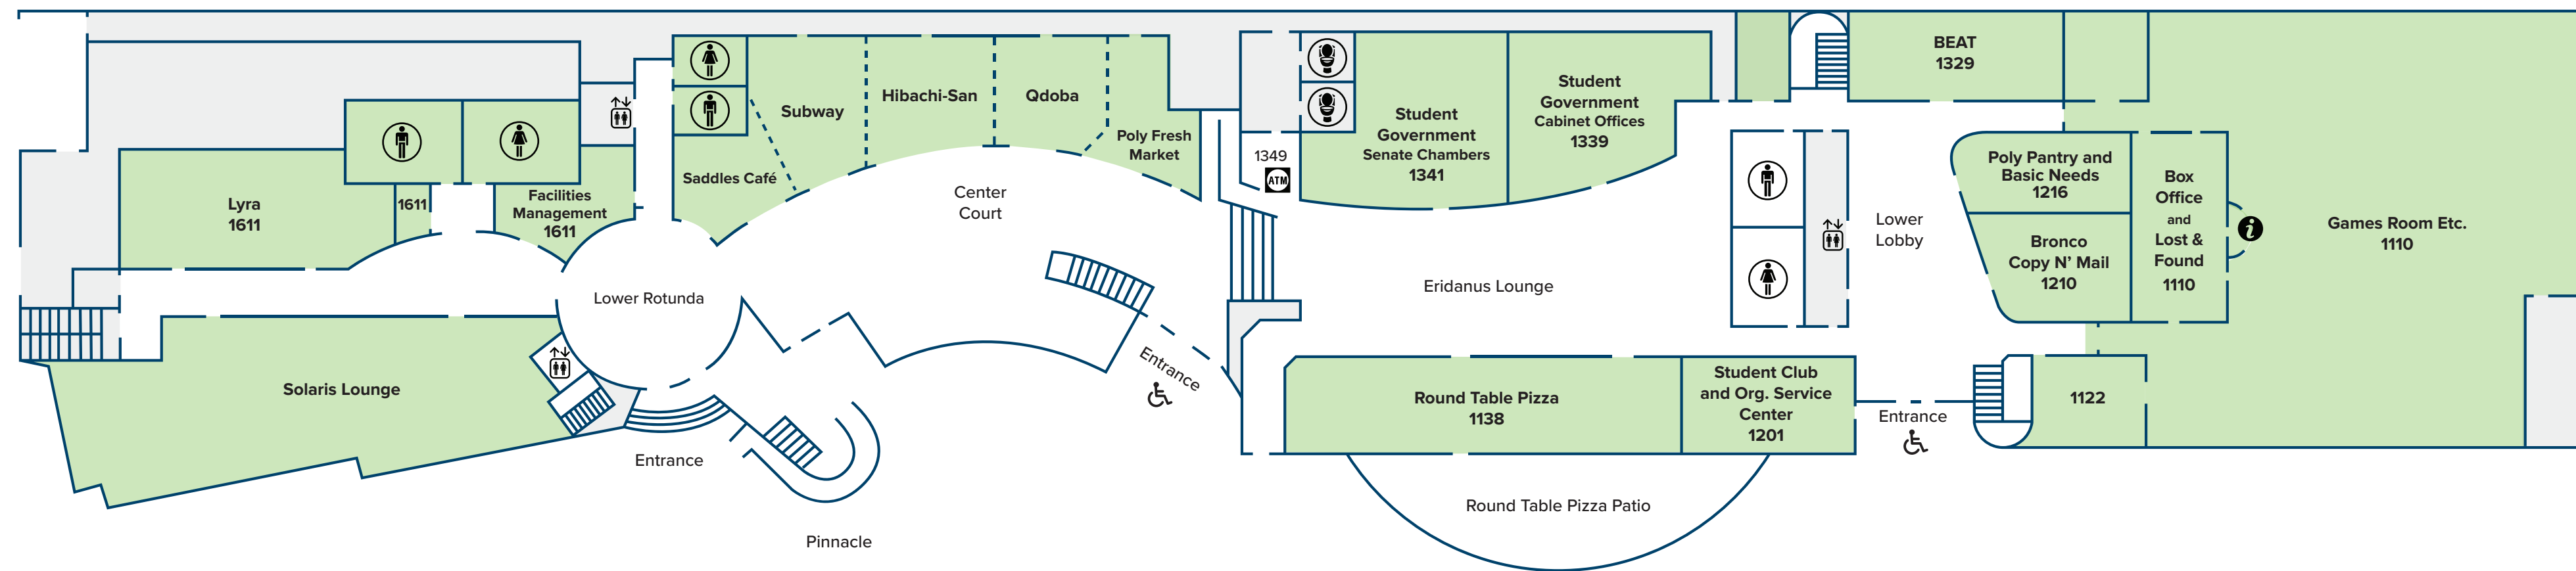 Lyra
1611
1611
Facilities
Management
1611
Solaris Lounge
Lower Rotunda
Entrance
Pinnacle
Saddles Café
Subway
Hibachi-San
Qdoba
Poly Fresh
Market
Center
Court
Entrance
1349
ATM
Student
Government
Senate Chambers
1341
Student
Government
Cabinet Offices
1339
Eridanus Lounge
Round Table Pizza
1138
Student Club
and Org. Service
Center
1201
Round Table Pizza Patio
BEAT
1329
Lower
Lobby
Entrance
Poly Pantry and
Basic Needs
1216
Bronco
Copy N’ Mail
1210
Box
Office
and
Lost &
Found
1110
i
1122
Games Room Etc.
1110